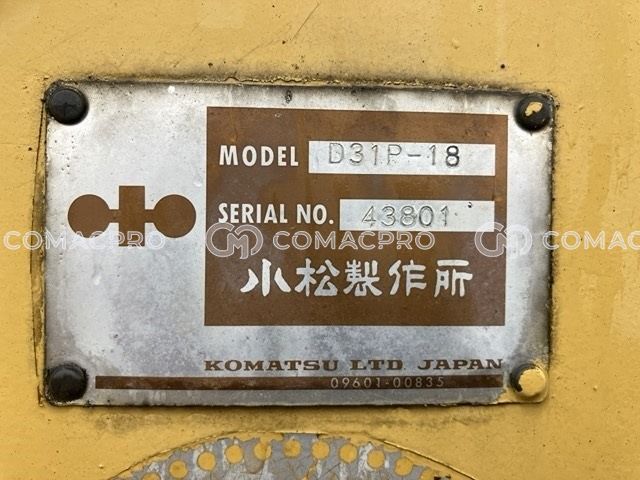 MODEL D31P-18
SERIAL NO. 43801
COMACPRO COMACPRO COMAC
小松製作所
KOMATSU LTD. JAPAN
09601-00835